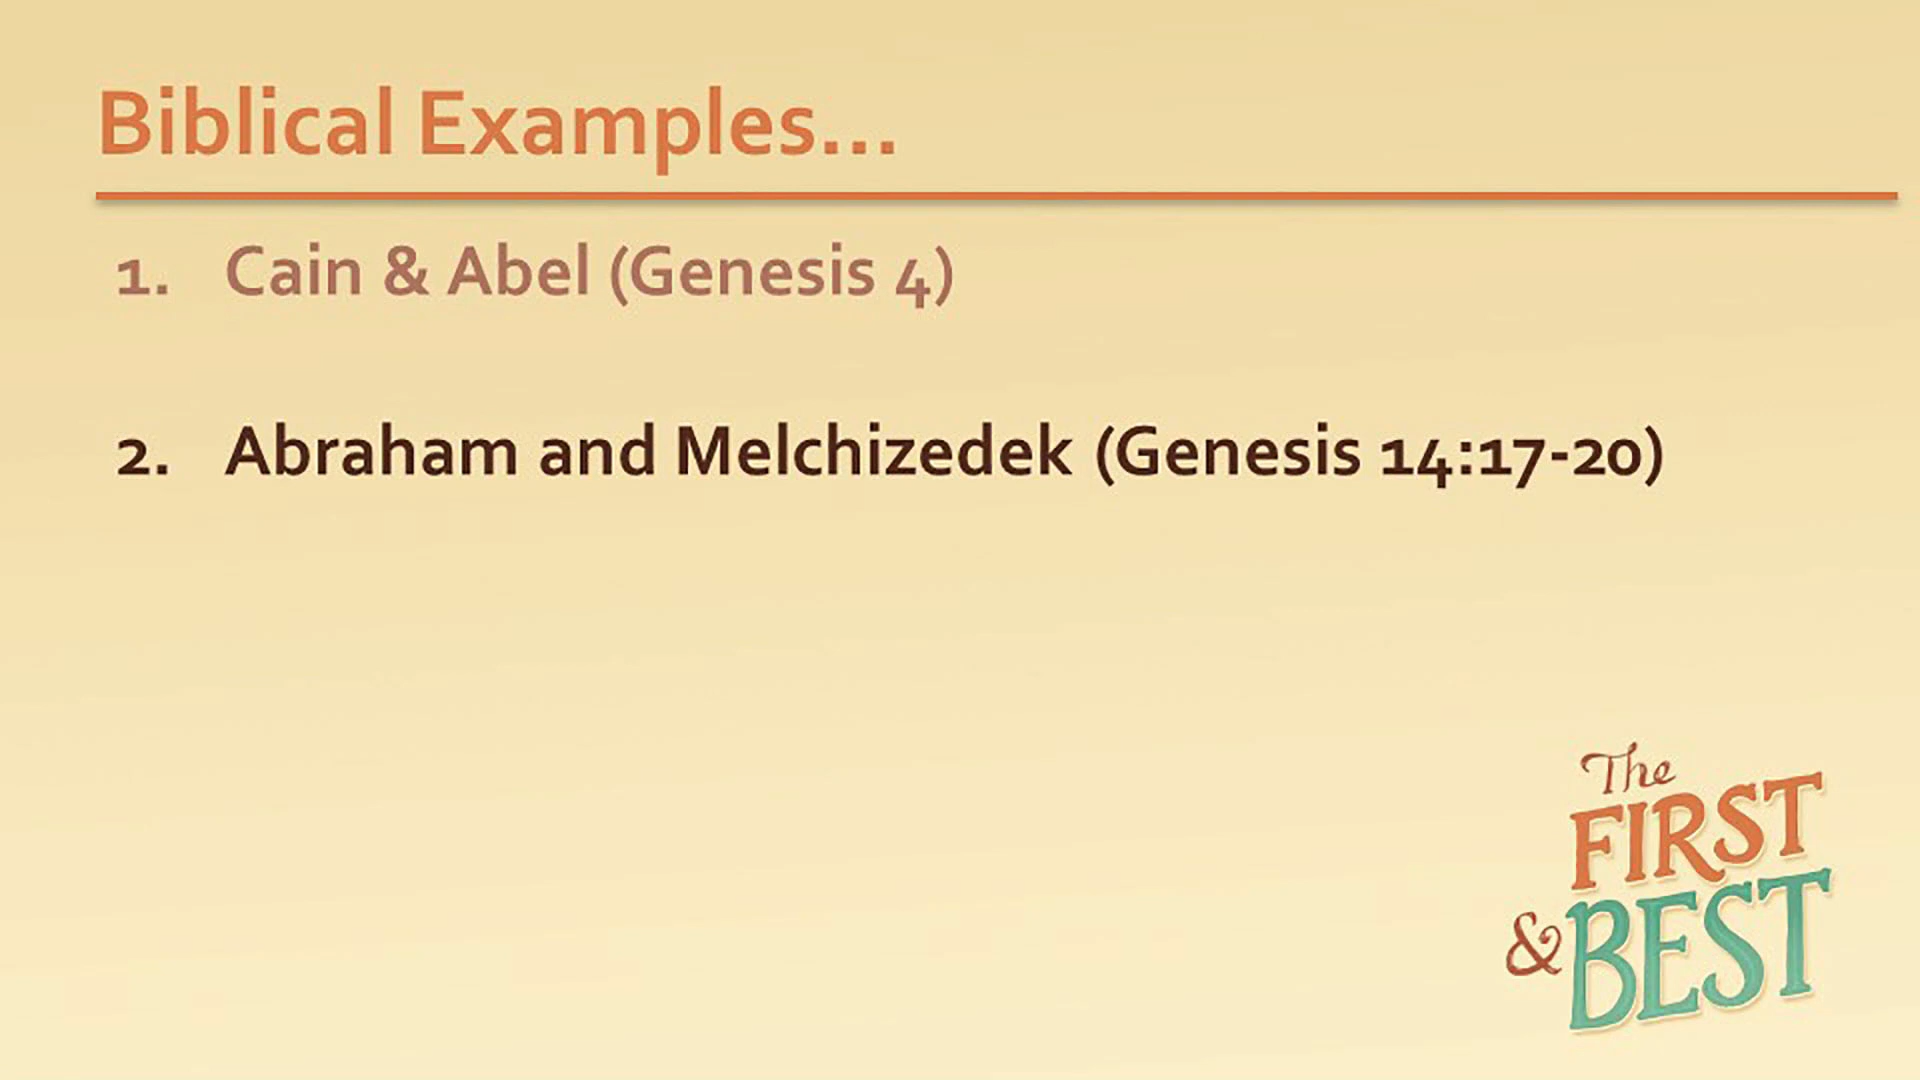 Biblical Examples...
1. Cain & Abel (Genesis 4)
2. Abraham and Melchizedek (Genesis 14:17-20)
The
FIRST
& BEST